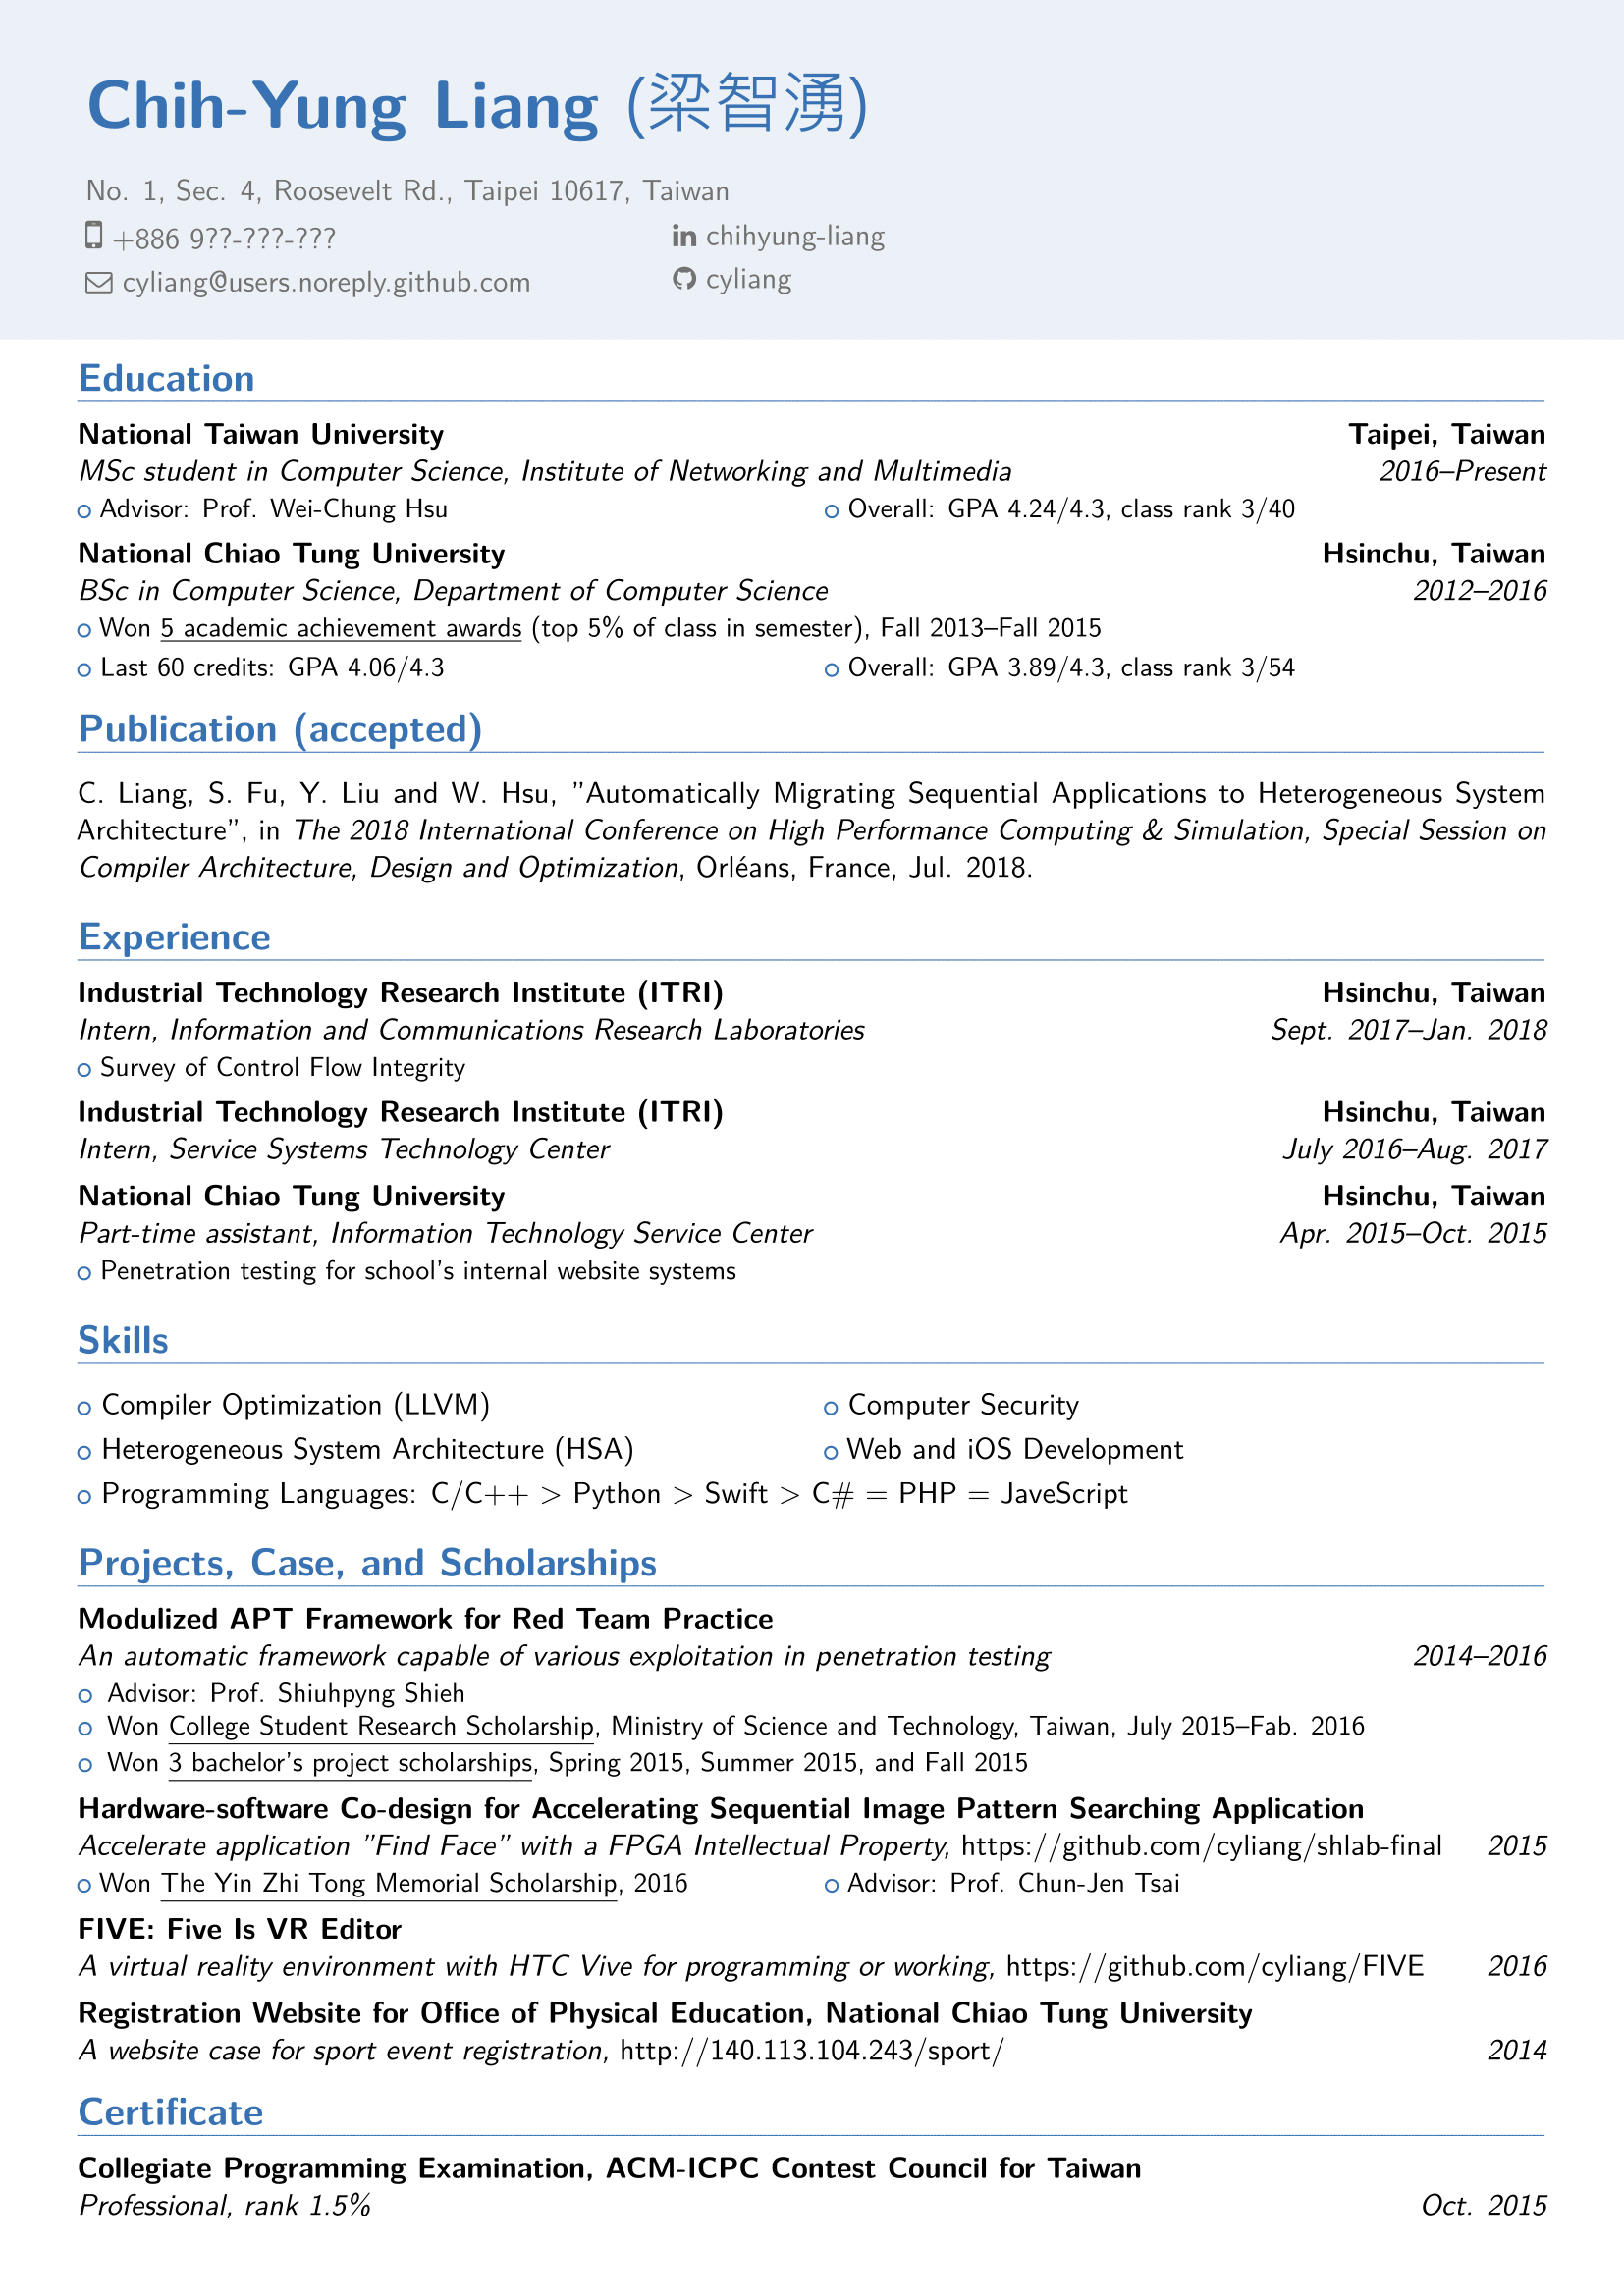 Chih-Yung Liang (梁智湧)
No. 1, Sec. 4, Roosevelt Rd., Taipei 10617, Taiwan
+886 9??-???-???
chihyung-liang
cyliang@users.noreply.github.com
cyliang
Education
National Taiwan University Taipei, Taiwan
MSc student in Computer Science, Institute of Networking and Multimedia 2016–Present
Advisor: Prof. Wei-Chung Hsu Overall: GPA 4.24/4.3, class rank 3/40
National Chiao Tung University Hsinchu, Taiwan
BSc in Computer Science, Department of Computer Science 2012–2016
Won 5 academic achievement awards (top 5% of class in semester), Fall 2013–Fall 2015
Last 60 credits: GPA 4.06/4.3 Overall: GPA 3.89/4.3, class rank 3/54
Publication (accepted)
C. Liang, S. Fu, Y. Liu and W. Hsu, ”Automatically Migrating Sequential Applications to Heterogeneous System
Architecture”, in The 2018 International Conference on High Performance Computing & Simulation, Special Session on
Compiler Architecture, Design and Optimization, Orléans, France, Jul. 2018.
Experience
Industrial Technology Research Institute (ITRI) Hsinchu, Taiwan
Intern, Information and Communications Research Laboratories Sept. 2017–Jan. 2018
Survey of Control Flow Integrity
Industrial Technology Research Institute (ITRI) Hsinchu, Taiwan
Intern, Service Systems Technology Center July 2016–Aug. 2017
National Chiao Tung University Hsinchu, Taiwan
Part-time assistant, Information Technology Service Center Apr. 2015–Oct. 2015
Penetration testing for school’s internal website systems
Skills
Compiler Optimization (LLVM) Computer Security
Heterogeneous System Architecture (HSA) Web and iOS Development
Programming Languages: C/C++ > Python > Swift > C# = PHP = JaveScript
Projects, Case, and Scholarships
Modulized APT Framework for Red Team Practice
An automatic framework capable of various exploitation in penetration testing 2014–2016
Advisor: Prof. Shiuhpyng Shieh
Won College Student Research Scholarship, Ministry of Science and Technology, Taiwan, July 2015–Fab. 2016
Won 3 bachelor’s project scholarships, Spring 2015, Summer 2015, and Fall 2015
Hardware-software Co-design for Accelerating Sequential Image Pattern Searching Application
Accelerate application ”Find Face” with a FPGA Intellectual Property, https://github.com/cyliang/shlab-final 2015
Won The Yin Zhi Tong Memorial Scholarship, 2016 Advisor: Prof. Chun-Jen Tsai
FIVE: Five Is VR Editor
A virtual reality environment with HTC Vive for programming or working, https://github.com/cyliang/FIVE 2016
Registration Website for Office of Physical Education, National Chiao Tung University
A website case for sport event registration, http://140.113.104.243/sport/ 2014
Certificate
Collegiate Programming Examination, ACM-ICPC Contest Council for Taiwan
Professional, rank 1.5% Oct. 2015